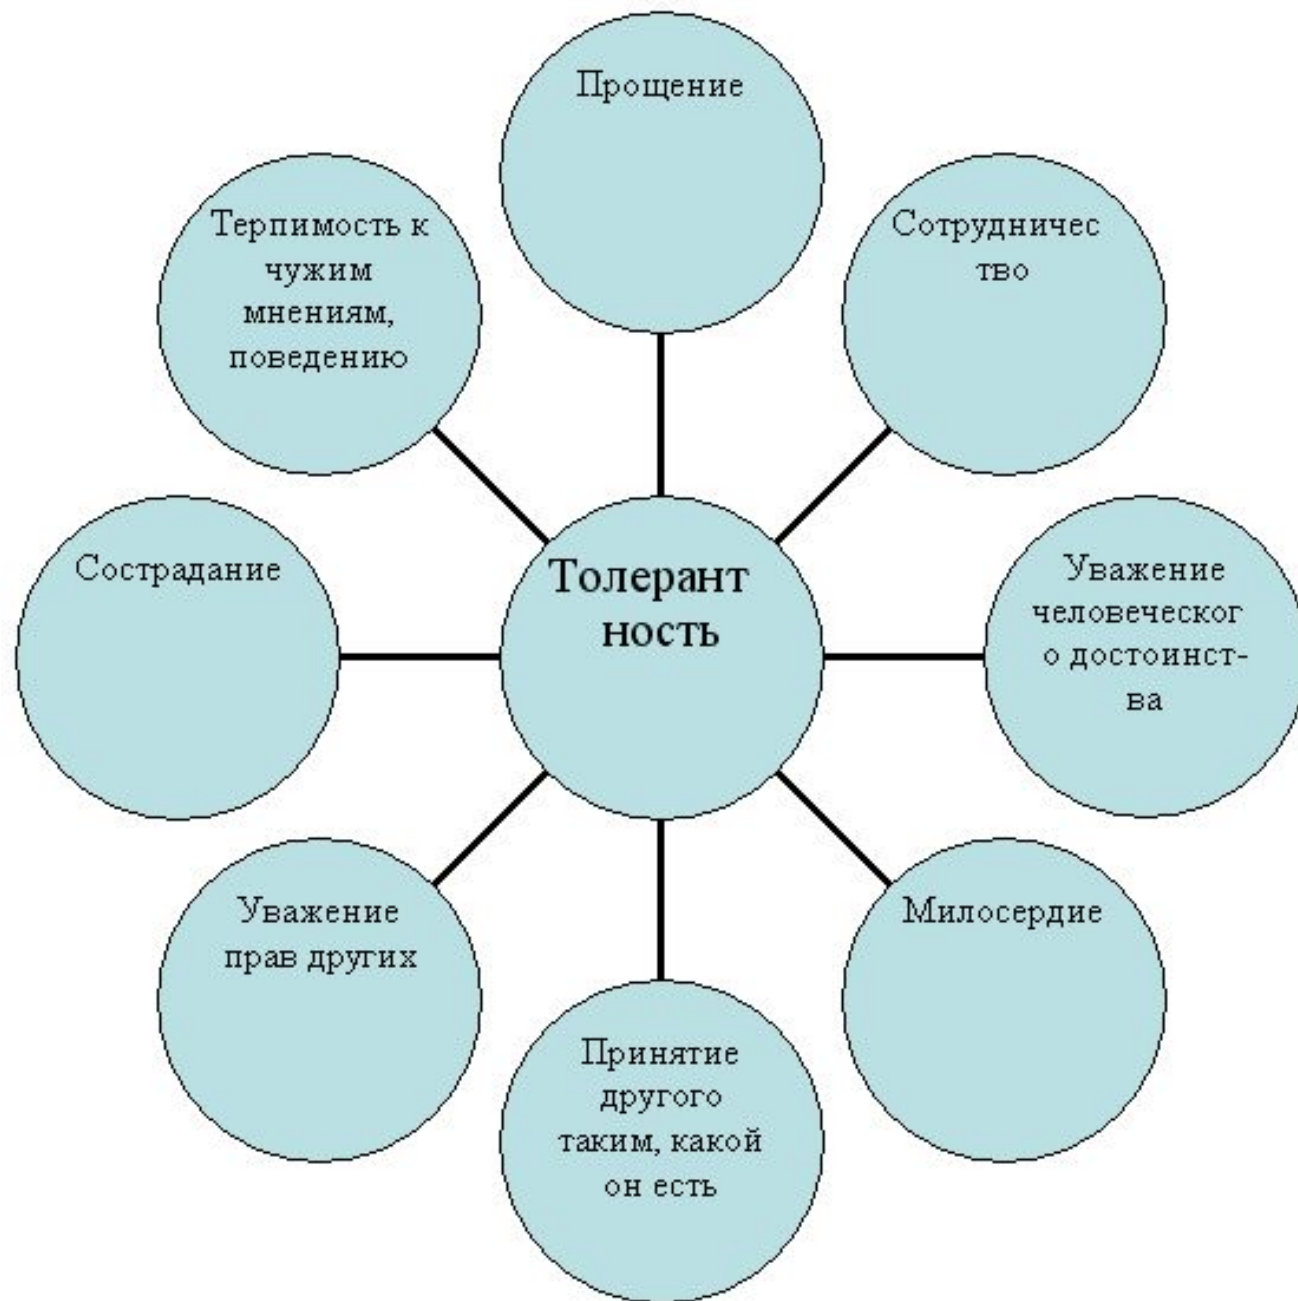 Прощение
Терпимость к
чужим
мнениям,
поведению
Сотрудничес
тво
Сострадание
Толерант
ность
Уважение
человеческог
о достоинст-
ва
Уважение
прав других
Милосердие
Принятие
другого
таким, какой
он есть